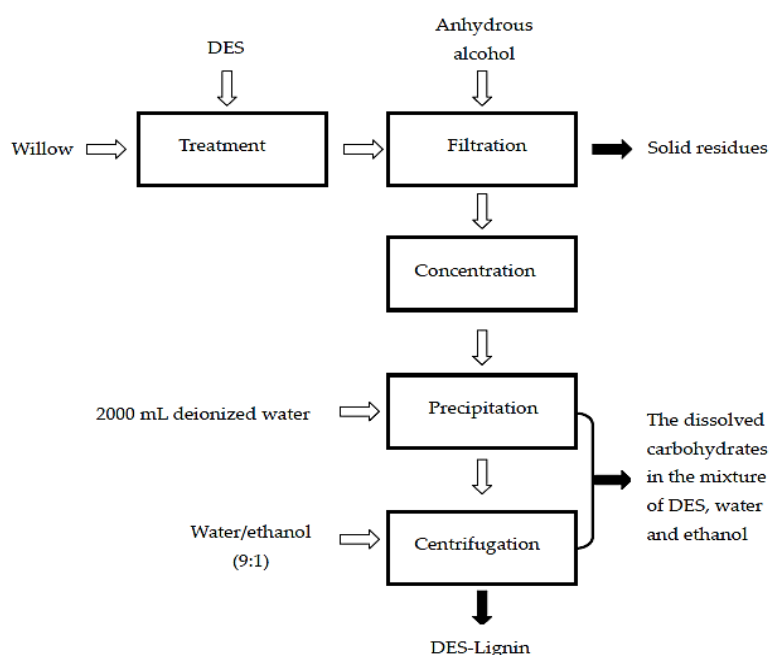 DES
Anhydrous
alcohol
Willow
Treatment
Filtration
Solid residues
Concentration
2000 mL deionized water
Precipitation
The dissolved
carbohydrates
in the mixture
of DES, water
and ethanol
Water/ethanol
(9:1)
Centrifugation
DES-Lignin